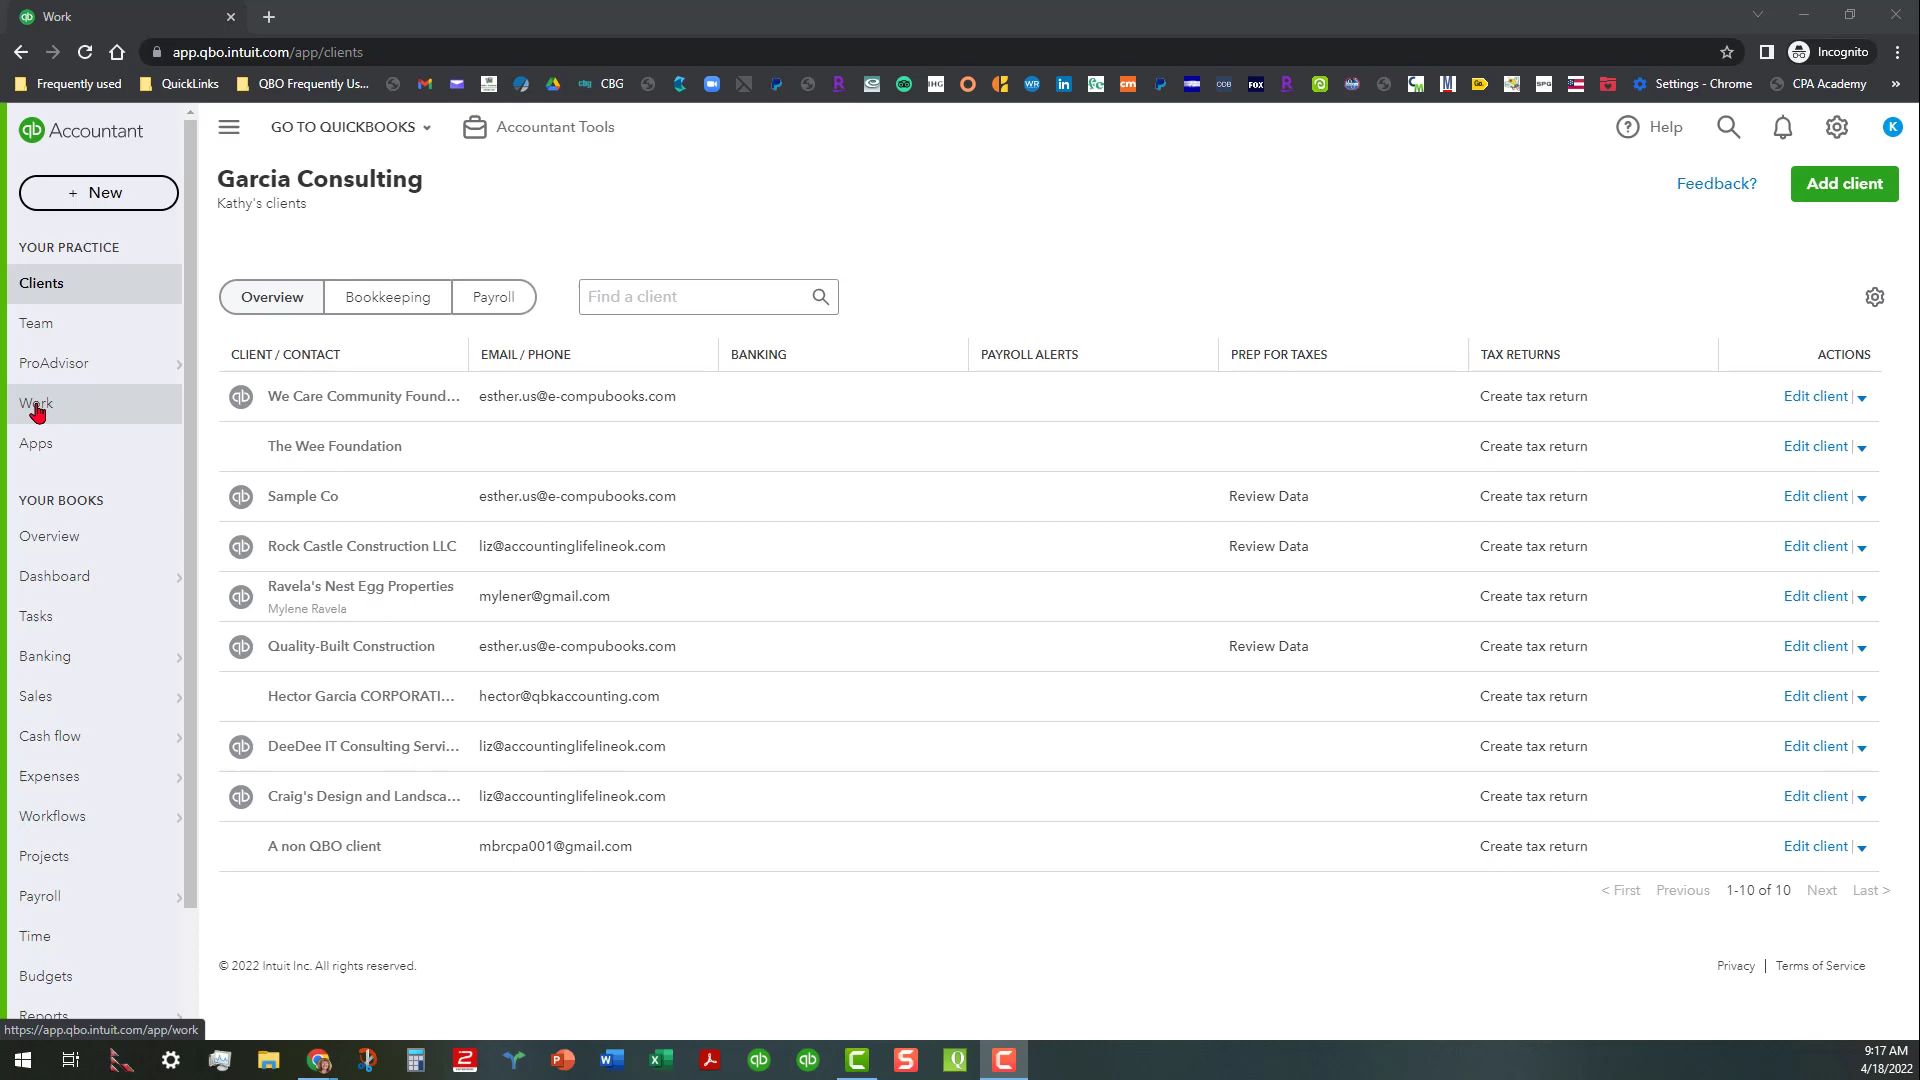 Work
app.qbo.intuit.com/app/clients
Incognito
Frequently used
QuickLinks
QBO Frequently Us...
CBG
Settings - Chrome
CPA Academy
»
qb Accountant
GO TO QUICKBOOKS
Accountant Tools
Help
K
+ New
Garcia Consulting
Kathy's clients
Feedback?
Add client
YOUR PRACTICE
Clients
Team
ProAdvisor
Work
Apps
YOUR BOOKS
Overview
Dashboard
Tasks
Banking
Sales
Cash flow
Expenses
Workflows
Projects
Payroll
Time
Budgets
Reports
https://app.qbo.intuit.com/app/work
Overview Bookkeeping Payroll
Find a client
CLIENT / CONTACT EMAIL / PHONE BANKING PAYROLL ALERTS PREP FOR TAXES TAX RETURNS ACTIONS
We Care Community Found... esther.us@e-compubooks.com Create tax return Edit client
The Wee Foundation Create tax return Edit client
Sample Co esther.us@e-compubooks.com Review Data Create tax return Edit client
Rock Castle Construction LLC liz@accountinglifelineok.com Review Data Create tax return Edit client
Ravela's Nest Egg Properties mylener@gmail.com Create tax return Edit client
Mylene Ravela
Quality-Built Construction esther.us@e-compubooks.com Review Data Create tax return Edit client
Hector Garcia CORPORATI... hector@qbkaccounting.com Create tax return Edit client
DeeDee IT Consulting Servi... liz@accountinglifelineok.com Create tax return Edit client
Craig's Design and Landsca... liz@accountinglifelineok.com Create tax return Edit client
A non QBO client mbrcpa001@gmail.com Create tax return Edit client
< First Previous 1-10 of 10 Next Last >
© 2022 Intuit Inc. All rights reserved.
Privacy | Terms of Service
9:17 AM
4/18/2022